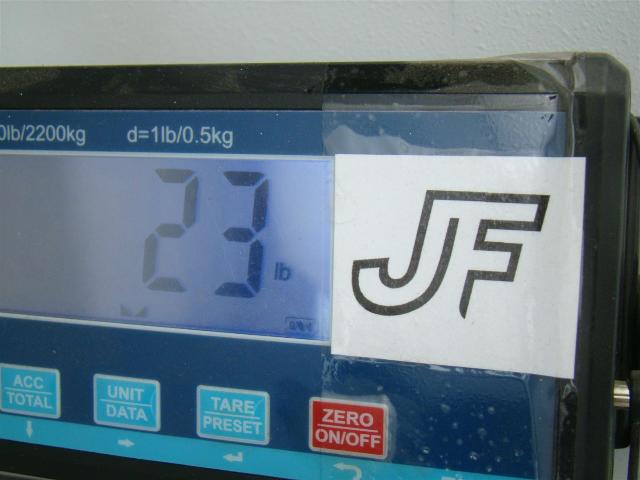 0lb/2200kg d=1lb/0.5kg
23 lb
JF
ACC TOTAL
UNIT DATA
TARE PRESET
ZERO ON/OFF